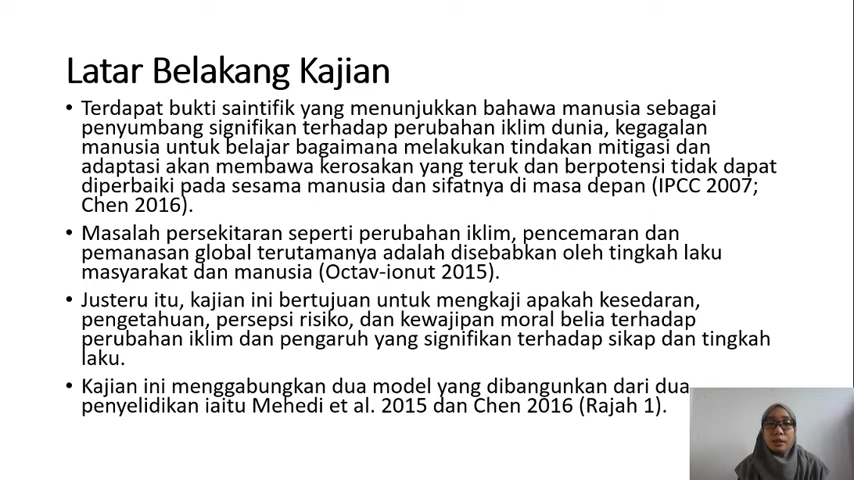 Latar Belakang Kajian
• Terdapat bukti saintifik yang menunjukkan bahawa manusia sebagai
penyumbang signifikan terhadap perubahan iklim dunia, kegagalan
manusia untuk belajar bagaimana melakukan tindakan mitigasi dan
adaptasi akan membawa kerosakan yang teruk dan berpotensi tidak dapat
diperbaiki pada sesama manusia dan sifatnya di masa depan (IPCC 2007;
Chen 2016).
• Masalah persekitaran seperti perubahan iklim, pencemaran dan
pemanasan global terutamanya adalah disebabkan oleh tingkah laku
masyarakat dan manusia (Octav-ionut 2015).
• Justeru itu, kajian ini bertujuan untuk mengkaji apakah kesedaran,
pengetahuan, persepsi risiko, dan kewajipan moral belia terhadap
perubahan iklim dan pengaruh yang signifikan terhadap sikap dan tingkah
laku.
• Kajian ini menggabungkan dua model yang dibangunkan dari dua
penyelidikan iaitu Mehedi et al. 2015 dan Chen 2016 (Rajah 1).